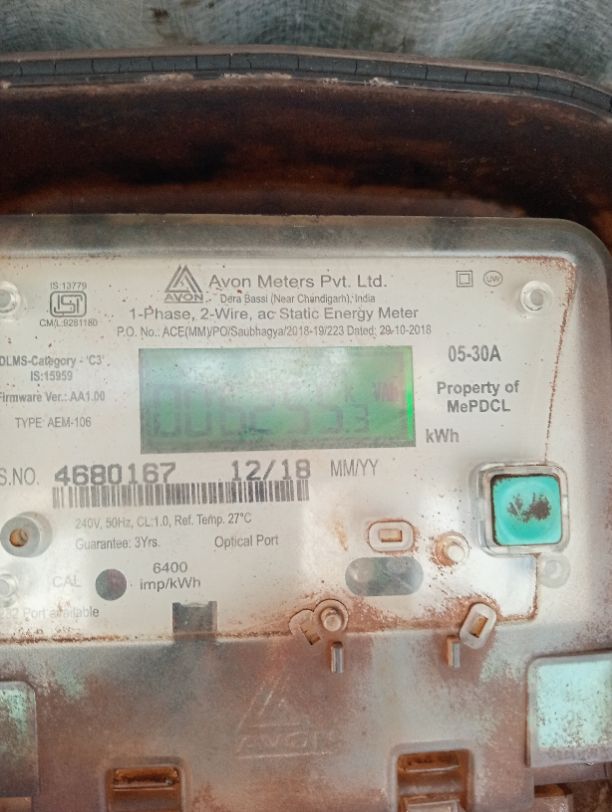 IS:13779
ISI
CM/L:9281180
AVON
Avon Meters Pvt. Ltd.
Dera Bassi (Near Chandigarh), India
UW
1-Phase, 2-Wire, ac Static Energy Meter
P.O. No.: ACE(MM)/PO/Saubhagya/2018-19/223 Dated: 29-10-2018
DLMS-Category - 'C3'
IS:15959
Firmware Ver.: AA1.00
TYPE: AEM-106
05-30A
Property of
MePDCL
kWh
S.NO. 4680167 12/18 MM/YY
240V, 50Hz, CL:1.0, Ref. Temp. 27°C
Guarantee: 3Yrs. Optical Port
CAL 6400
imp/kWh
Port available
AVON